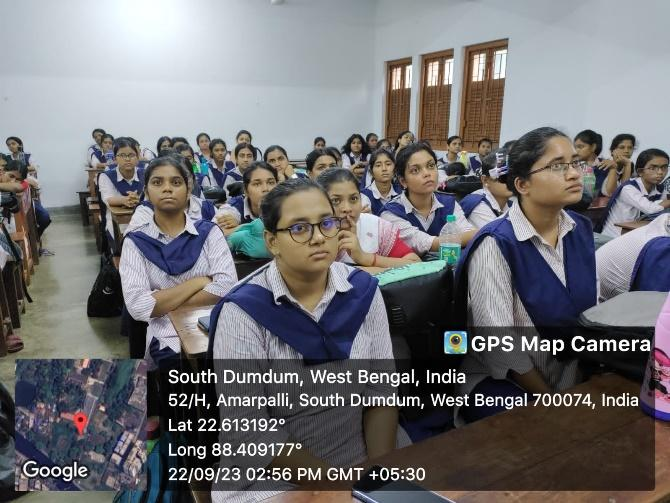 GPS Map Camera
South Dumdum, West Bengal, India
52/H, Amarpalli, South Dumdum, West Bengal 700074, India
Lat 22.613192°
Long 88.409177°
22/09/23 02:56 PM GMT +05:30
Google